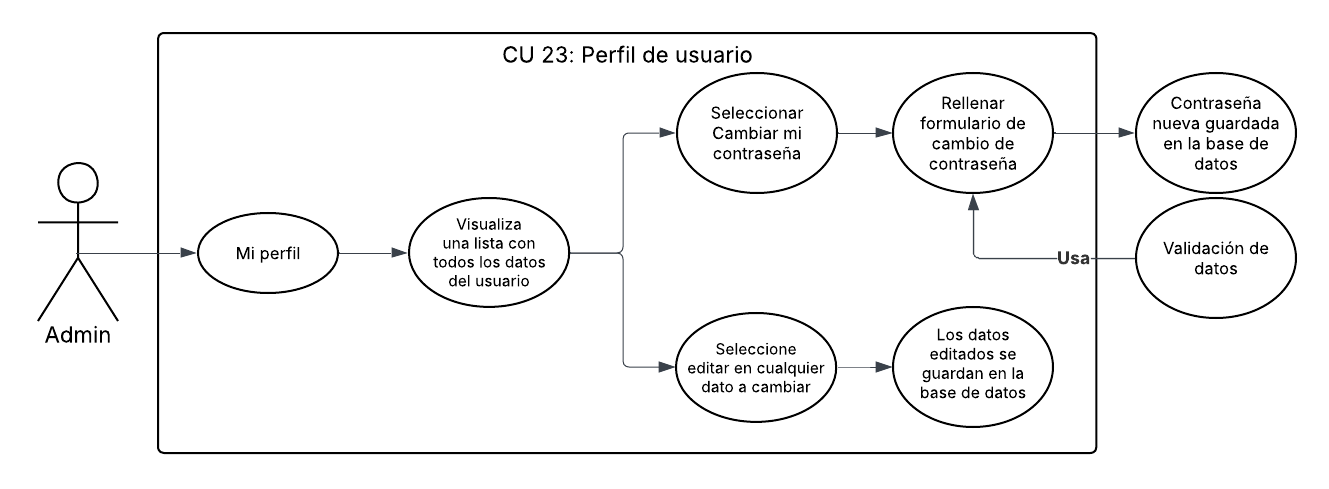 CU 23: Perfil de usuario
Seleccionar
Cambiar mi
contraseña
Rellenar
formulario de
cambio de
contraseña
Contraseña
nueva guardada
en la base de
datos
Admin
Mi perfil
Visualiza
una lista con
todos los datos
del usuario
Usa
Validación de
datos
Seleccione
editar en cualquier
dato a cambiar
Los datos
editados se
guardan en la
base de datos